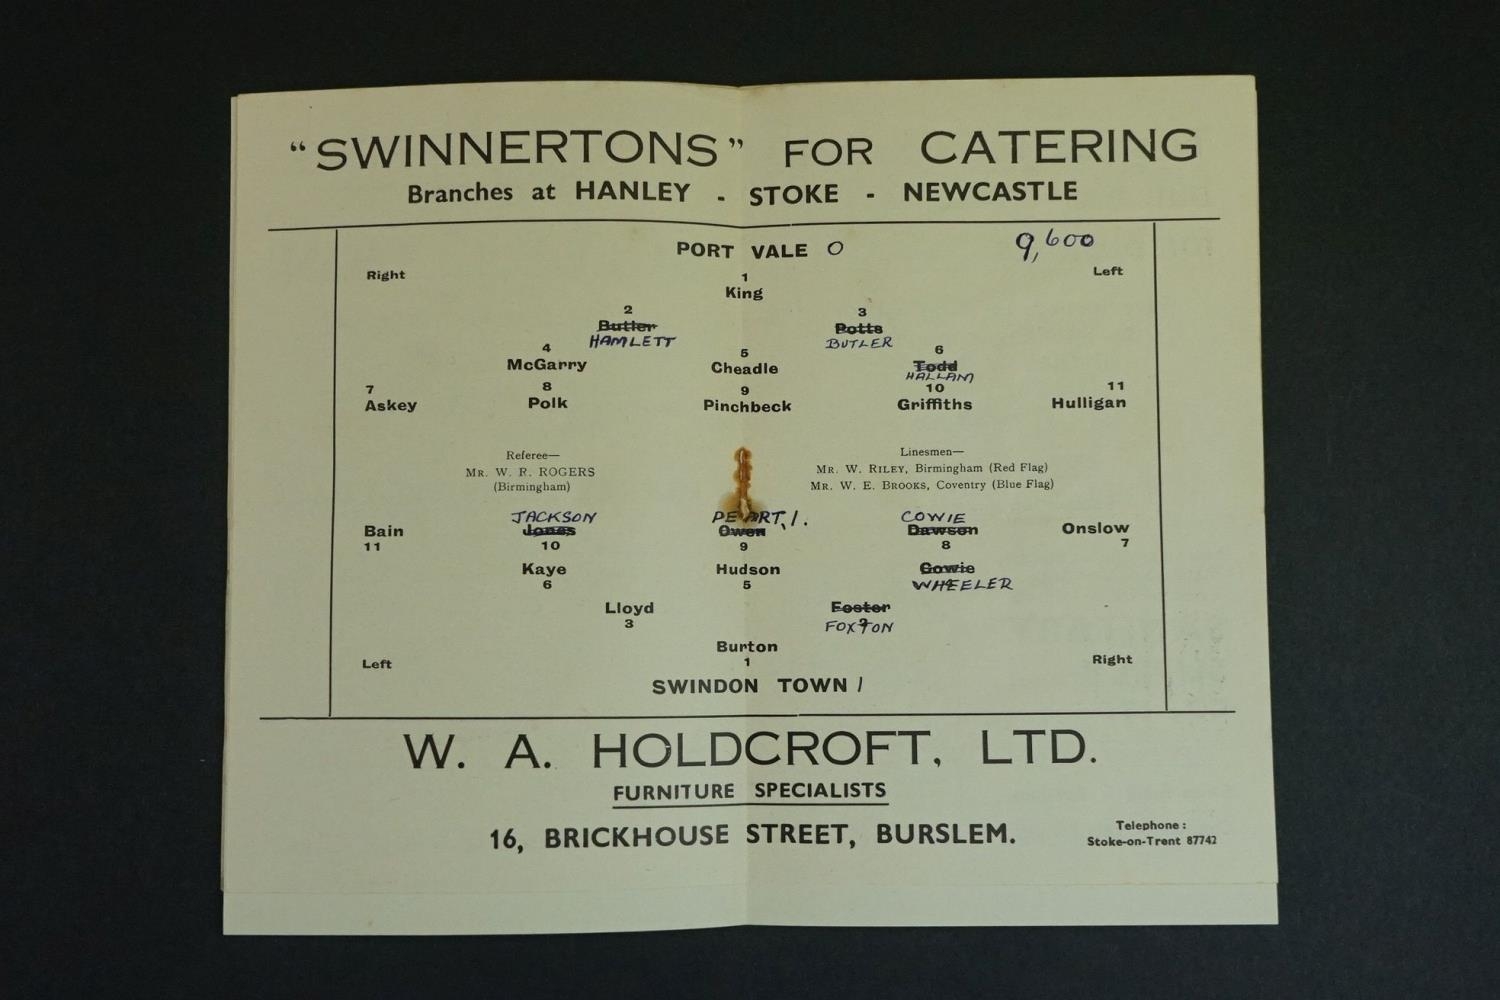 "SWINNERTONS" FOR CATERING
Branches at HANLEY - STOKE - NEWCASTLE
PORT VALE 0 9,600
Right Left
1
King
2 3
Butler Potts
HAMLETT BUTLER
4 5 6
McGarry Cheadle Todd
HALLAM
7 8 9 10 11
Askey Polk Pinchbeck Griffiths Hulligan
Referee— Linesmen—
MR. W. R. ROGERS MR. W. RILEY, Birmingham (Red Flag)
(Birmingham) MR. W. E. BROOKS, Coventry (Blue Flag)
JACKSON PEART, 1. COWIE
Bain Jones Owen Dawson Onslow
11 10 9 8 7
Kaye Hudson Cowie
6 5 WHEELER
Lloyd Foster
3 2 FOXTON
Burton
1
Left Right
SWINDON TOWN 1
W. A. HOLDCROFT, LTD.
FURNITURE SPECIALISTS
16, BRICKHOUSE STREET, BURSLEM.
Telephone :
Stoke-on-Trent 87742